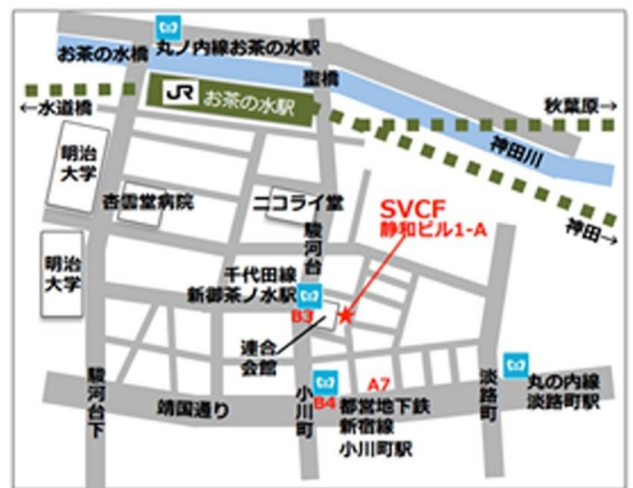 丸ノ内線お茶の水駅
お茶の水橋
聖橋
JR お茶の水駅
←水道橋
秋葉原→
神田川
明治
大学
杏雲堂病院
ニコライ堂
SVCF
静和ビル1-A
神田→
駿河台
明治
大学
千代田線
新御茶ノ水駅
B3
連合
会館
駿河台下
靖国通り
小川町
B4
A7
都営地下鉄
新宿線
小川町駅
淡路町
丸の内線
淡路町駅